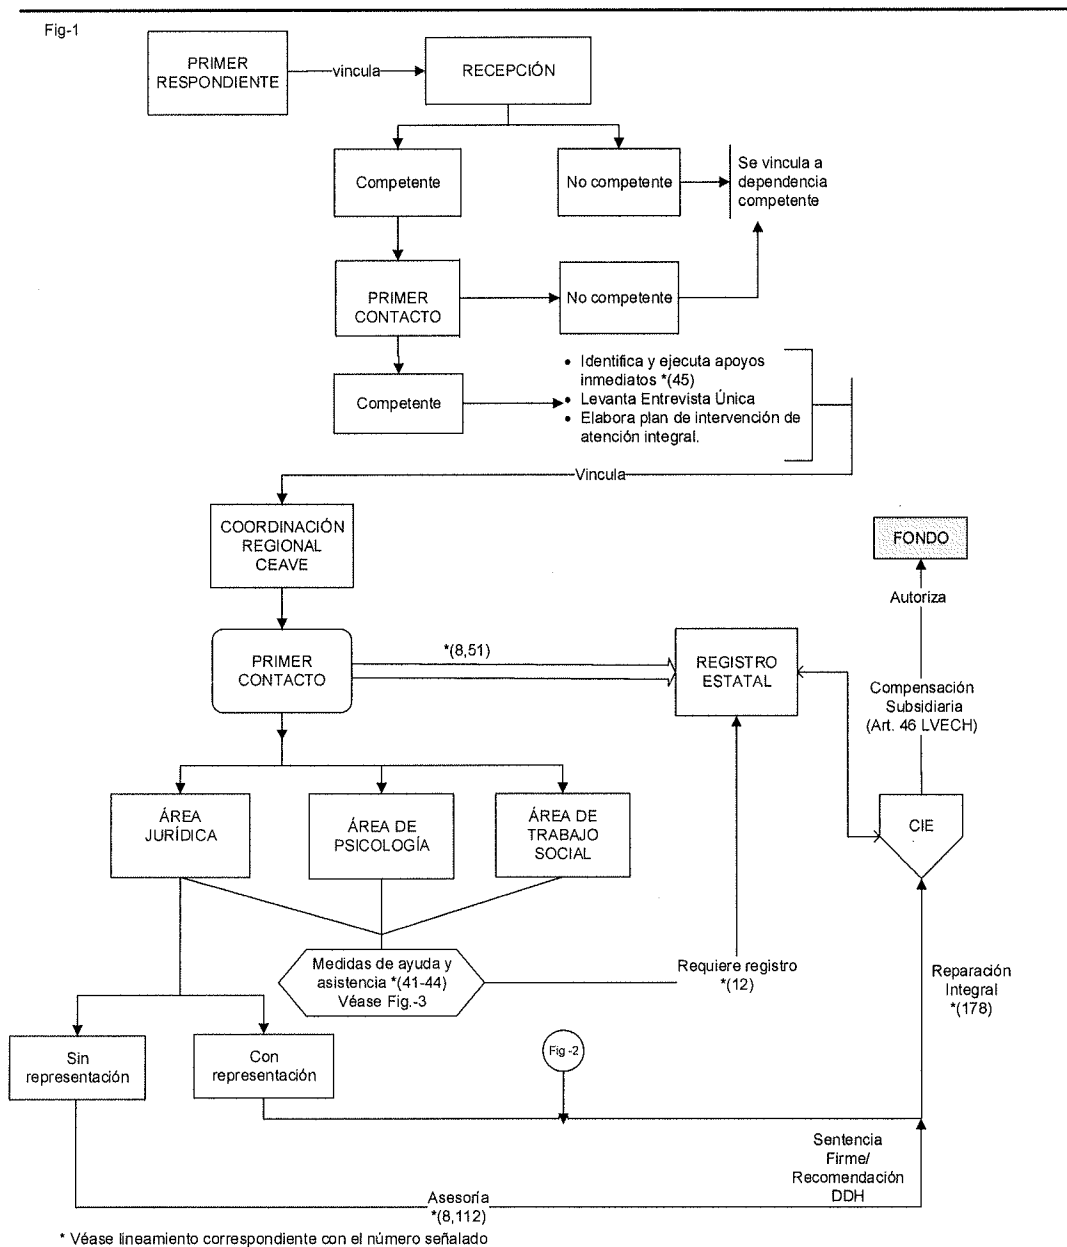 Fig-1
PRIMER
RESPONDIENTE
vincula
RECEPCIÓN
Competente
No competente
Se vincula a
dependencia
competente
PRIMER
CONTACTO
No competente
Competente
• Identifica y ejecuta apoyos
inmediatos *(45)
• Levanta Entrevista Única
• Elabora plan de intervención de
atención integral.
Vincula
COORDINACIÓN
REGIONAL
CEAVE
FONDO
Autoriza
PRIMER
CONTACTO
*(8,51)
REGISTRO
ESTATAL
Compensación
Subsidiaria
(Art. 46 LVECH)
ÁREA
JURÍDICA
ÁREA DE
PSICOLOGÍA
ÁREA DE
TRABAJO
SOCIAL
CIE
Medidas de ayuda y
asistencia *(41-44)
Véase Fig.-3
Requiere registro
*(12)
Reparación
Integral
*(178)
Sin
representación
Con
representación
Fig -2
Sentencia
Firme/
Recomendación
DDH
Asesoría
*(8,112)
* Véase lineamiento correspondiente con el número señalado